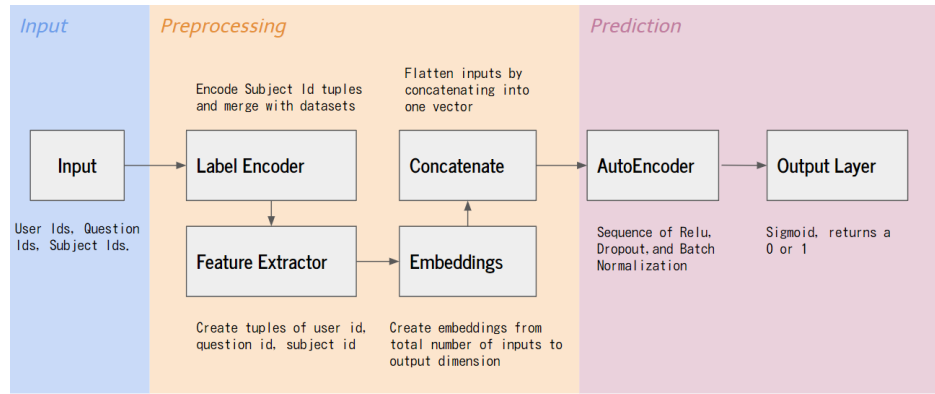 Input
Preprocessing
Prediction
Encode Subject Id tuples
and merge with datasets
Flatten inputs by
concatenating into
one vector
Input
Label Encoder
Concatenate
AutoEncoder
Output Layer
User Ids, Question
Ids, Subject Ids.
Feature Extractor
Embeddings
Sequence of Relu,
Dropout,and Batch
Normalization
Sigmoid, returns a
0 or 1
Create tuples of user id,
question id, subject id
Create embeddings from
total number of inputs to
output dimension